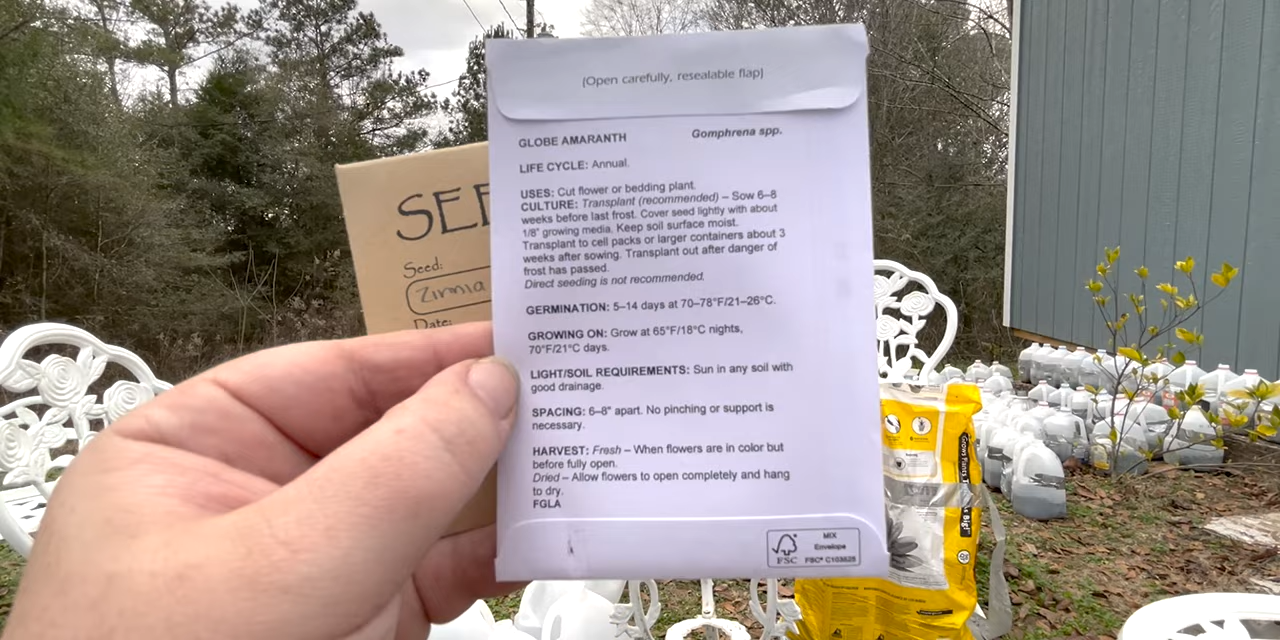 (Open carefully, resealable flap)
GLOBE AMARANTH Gomphrena spp.
LIFE CYCLE: Annual.
USES: Cut flower or bedding plant.
CULTURE: Transplant (recommended) – Sow 6–8
weeks before last frost. Cover seed lightly with about
1/8" growing media. Keep soil surface moist.
Transplant to cell packs or larger containers about 3
weeks after sowing. Transplant out after danger of
frost has passed.
Direct seeding is not recommended.
GERMINATION: 5–14 days at 70–78°F/21–26°C.
GROWING ON: Grow at 65°F/18°C nights,
70°F/21°C days.
LIGHT/SOIL REQUIREMENTS: Sun in any soil with
good drainage.
SPACING: 6–8" apart. No pinching or support is
necessary.
HARVEST: Fresh – When flowers are in color but
before fully open.
Dried – Allow flowers to open completely and hang
to dry.
FGLA
FSC
MIX
Envelope
FSC® C103525
SEE
Seed:
Zinnia
Date:
Grows Plants
Big!